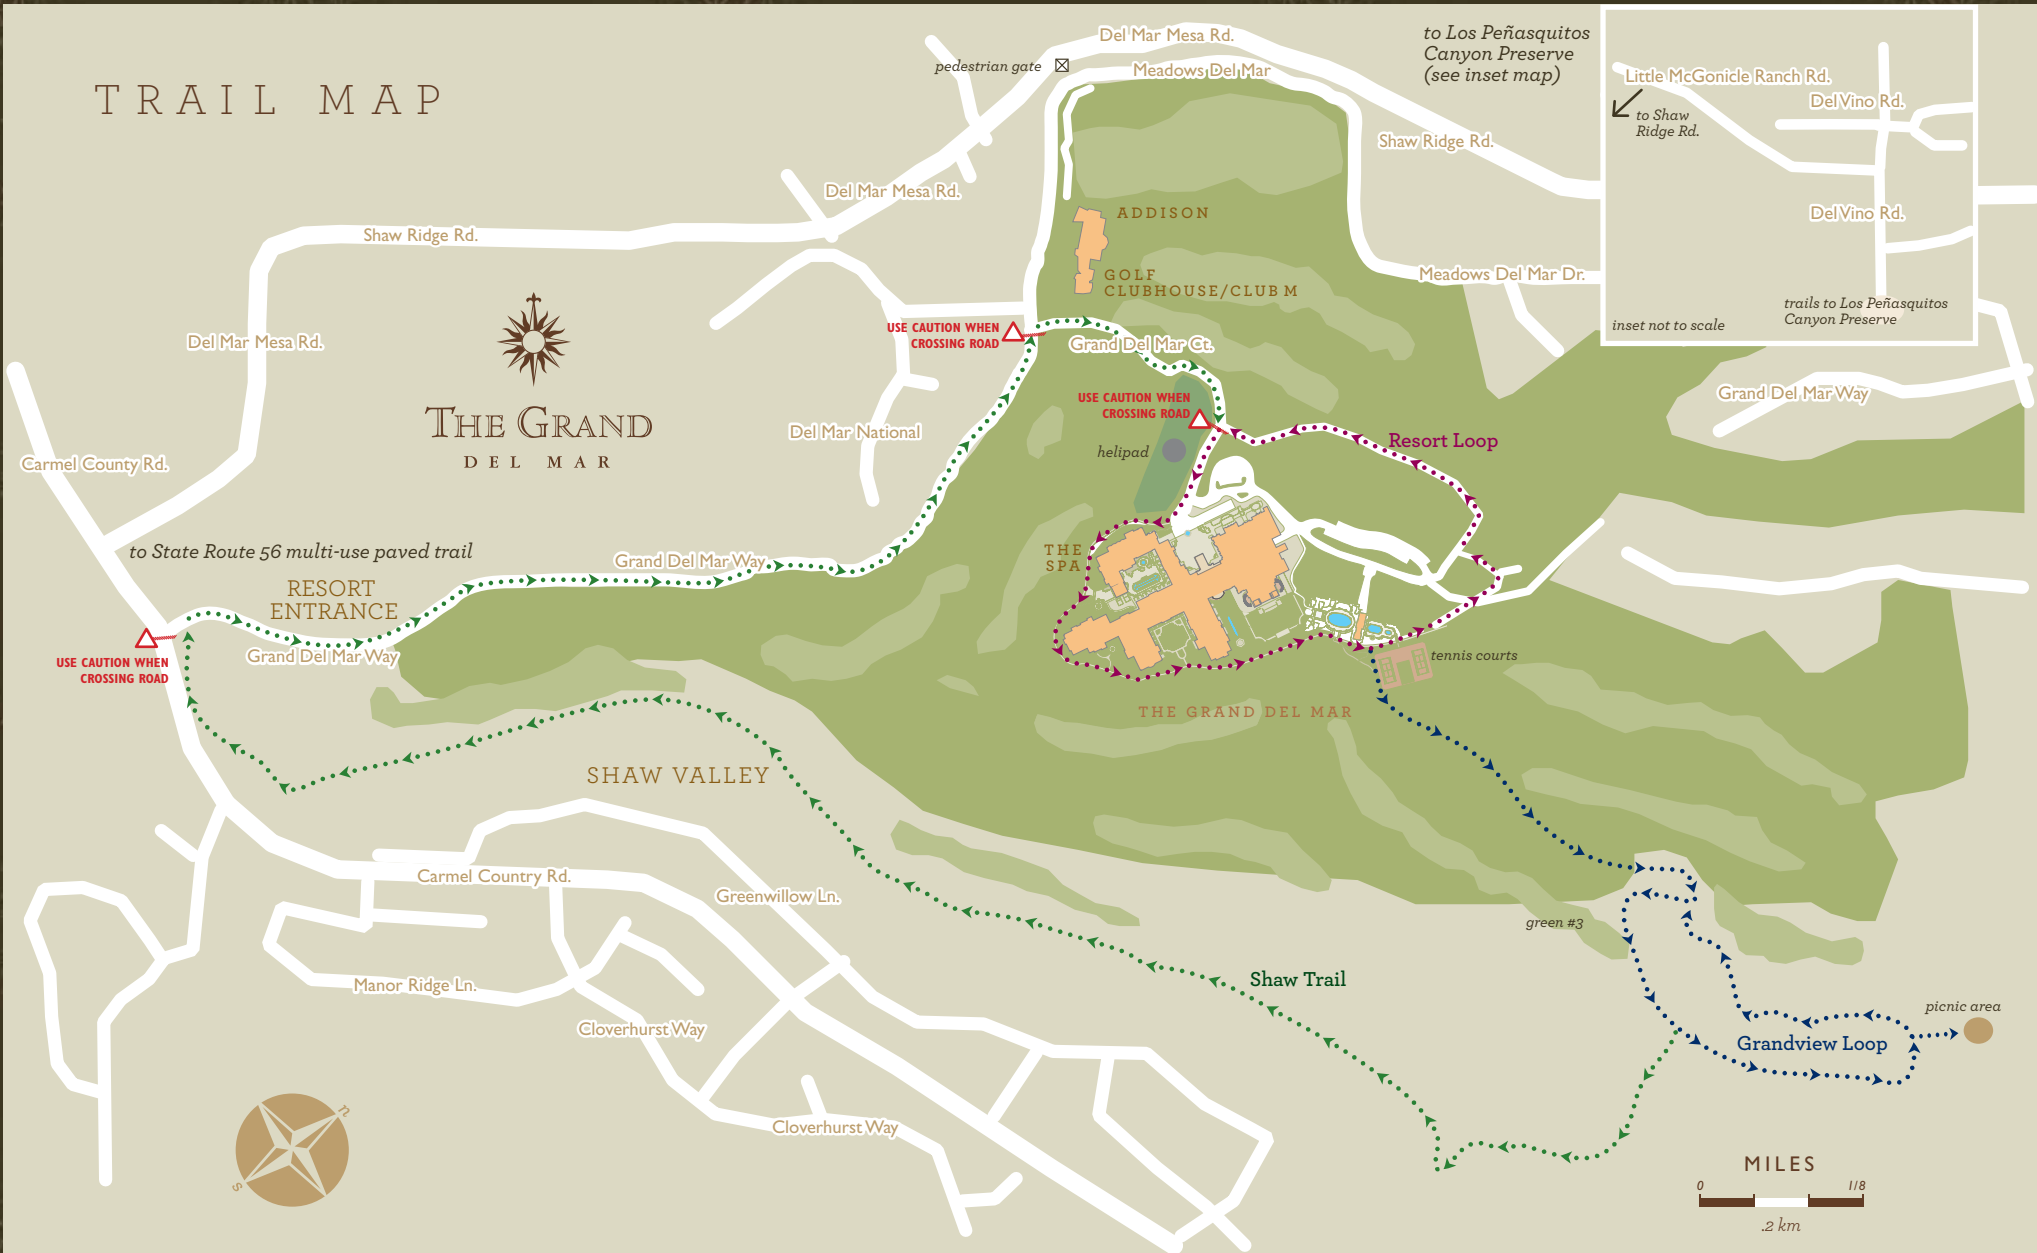 TRAIL MAP
Del Mar Mesa Rd.
pedestrian gate
Meadows Del Mar
to Los Peñasquitos
Canyon Preserve
(see inset map)
Little McGonicle Ranch Rd.
Del Vino Rd.
to Shaw
Ridge Rd.
Shaw Ridge Rd.
Del Mar Mesa Rd.
ADDISON
Del Vino Rd.
Shaw Ridge Rd.
GOLF
CLUBHOUSE/CLUB M
Meadows Del Mar Dr.
trails to Los Peñasquitos
Canyon Preserve
inset not to scale
Del Mar Mesa Rd.
USE CAUTION WHEN
CROSSING ROAD
Grand Del Mar Ct.
Grand Del Mar Way
USE CAUTION WHEN
CROSSING ROAD
THE GRAND
DEL MAR
Del Mar National
helipad
Resort Loop
Carmel County Rd.
to State Route 56 multi-use paved trail
RESORT
ENTRANCE
Grand Del Mar Way
THE
SPA
Grand Del Mar Way
USE CAUTION WHEN
CROSSING ROAD
tennis courts
THE GRAND DEL MAR
SHAW VALLEY
Carmel Country Rd.
Greenwillow Ln.
green #3
Manor Ridge Ln.
Shaw Trail
picnic area
Cloverhurst Way
Grandview Loop
n
s
Cloverhurst Way
MILES
0 1/8
.2 km